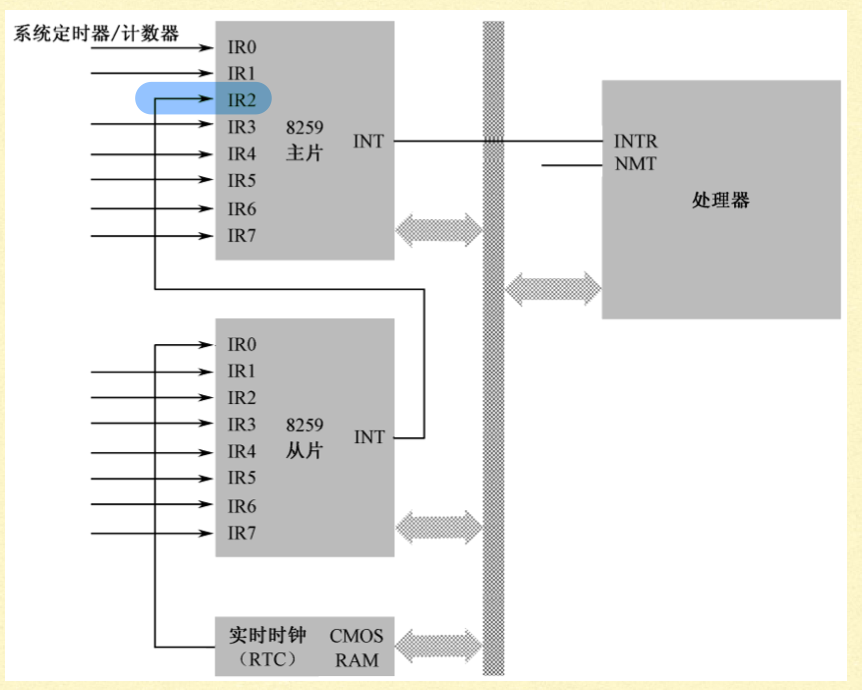 系统定时器/计数器
IR0
IR1
IR2
IR3
IR4
IR5
IR6
IR7
8259
主片
INT
INTR
NMT
处理器
IR0
IR1
IR2
IR3
IR4
IR5
IR6
IR7
8259
从片
INT
实时时钟 CMOS
（RTC） RAM